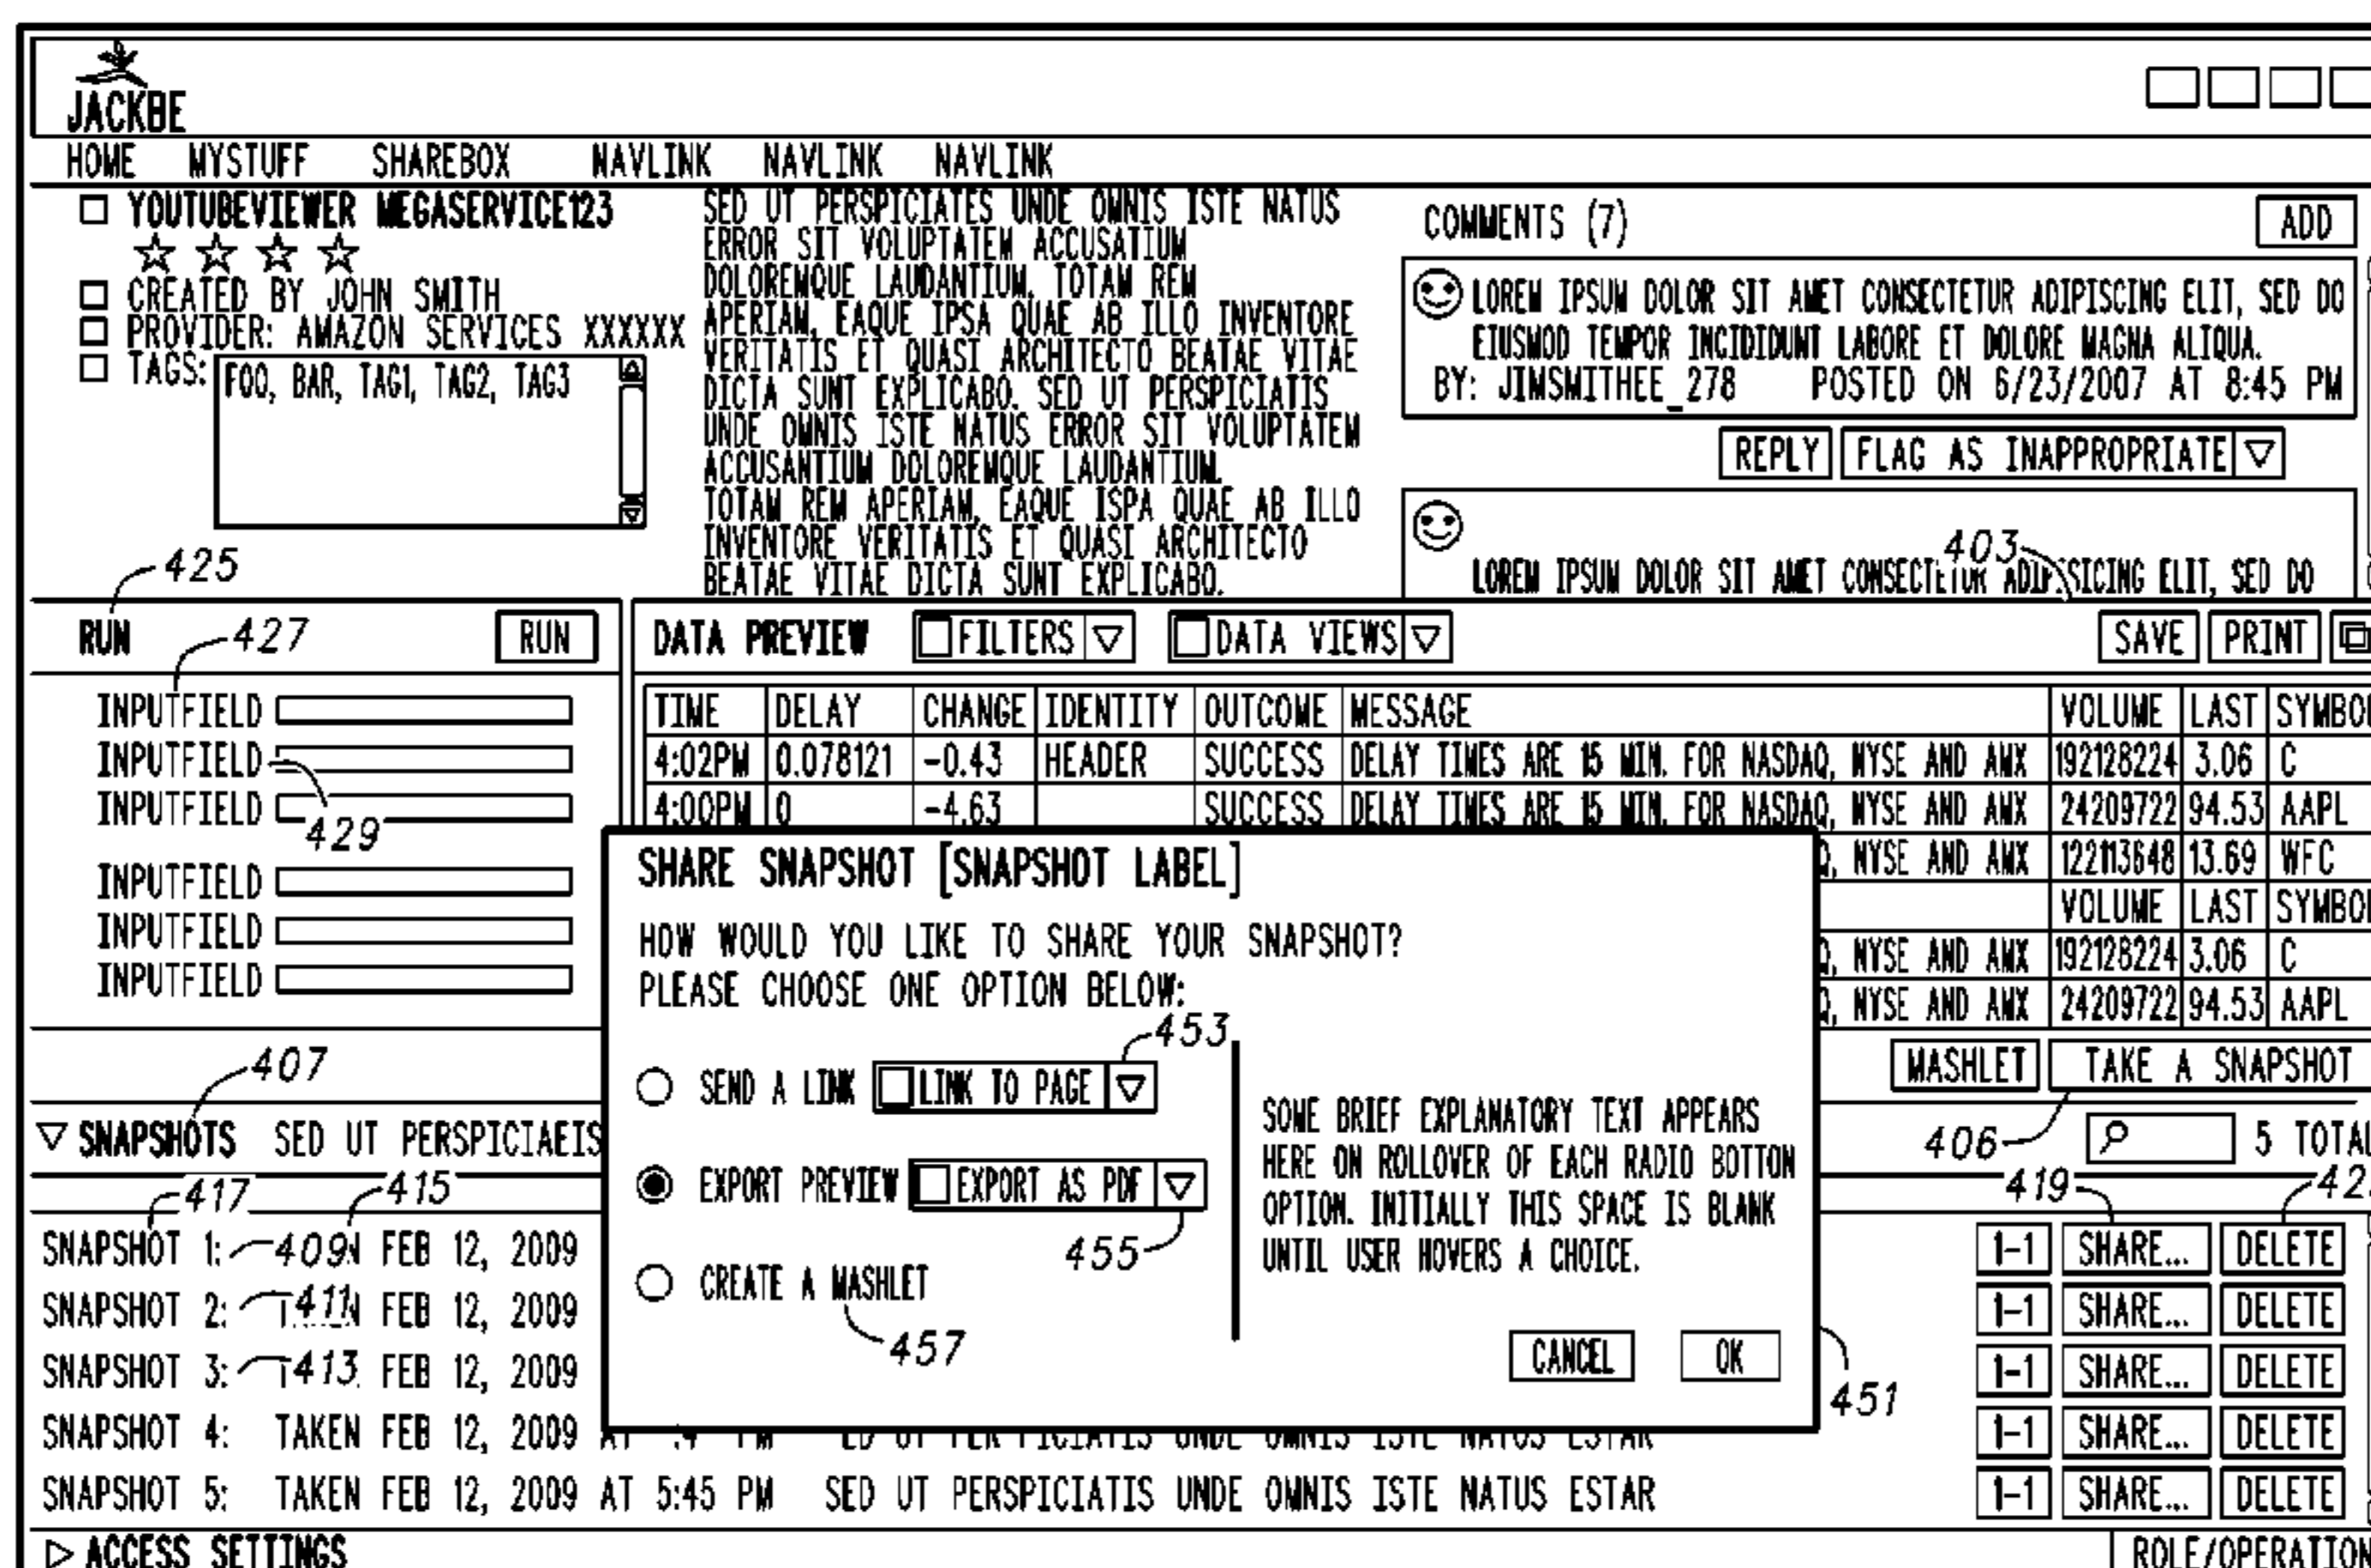 JACKBE
HOME MYSTUFF SHAREBOX NAVLINK NAVLINK NAVLINK
YOUTUBEVIEWER MEGASERVICE123
CREATED BY JOHN SMITH
PROVIDER: AMAZON SERVICES XXXXXX
TAGS: FOO, BAR, TAG1, TAG2, TAG3
SED UT PERSPICIATES UNDE OMNIS ISTE NATUS
ERROR SIT VOLUPTATEM ACCUSATIUM
DOLOREMQUE LAUDANTIUM. TOTAM REM
APERIAM, EAQUE IPSA QUAE AB ILLO INVENTORE
VERITATIS ET QUASI ARCHITECTO BEATAE VITAE
DICTA SUNT EXPLICABO. SED UT PERSPICIATIS
UNDE OMNIS ISTE NATUS ERROR SIT VOLUPTATEM
ACCUSANTIUM DOLOREMQUE LAUDANTIUM.
TOTAM REM APERIAM, EAQUE ISPA QUAE AB ILLO
INVENTORE VERITATIS ET QUASI ARCHITECTO
BEATAE VITAE DICTA SUNT EXPLICABO.
COMMENTS (7) ADD
LOREM IPSUM DOLOR SIT AMET CONSECTETUR ADIPISCING ELIT, SED DO
EIUSMOD TEMPOR INCIDIDUNT LABORE ET DOLORE MAGNA ALIQUA.
BY: JIMSMITHEE_278 POSTED ON 6/23/2007 AT 8:45 PM
REPLY FLAG AS INAPPROPRIATE
403
LOREM IPSUM DOLOR SIT AMET CONSECTETUR ADIPISCING ELIT, SED DO
425
RUN 427 RUN
INPUTFIELD
INPUTFIELD
INPUTFIELD
429
INPUTFIELD
INPUTFIELD
INPUTFIELD
DATA PREVIEW FILTERS DATA VIEWS SAVE PRINT
TIME DELAY CHANGE IDENTITY OUTCOME MESSAGE VOLUME LAST
4:02PM 0.078121 -0.43 HEADER SUCCESS DELAY TIMES ARE 15 MIN. FOR NASDAQ, NYSE AND AMX 192128224 3.06 C
4:00PM 0 -4.63 SUCCESS DELAY TIMES ARE 15 MIN. FOR NASDAQ, NYSE AND AMX 24209722 94.53 AAPL
NYSE AND AMX 122113648 13.69 WFC
VOLUME LAST
NYSE AND AMX 192128224 3.06 C
NYSE AND AMX 24209722 94.53 AAPL
MASHLET TAKE A SNAPSHOT
SHARE SNAPSHOT [SNAPSHOT LABEL]
HOW WOULD YOU LIKE TO SHARE YOUR SNAPSHOT?
PLEASE CHOOSE ONE OPTION BELOW:
453
SEND A LINK LINK TO PAGE
EXPORT PREVIEW EXPORT AS PDF
455
CREATE A MASHLET
457
SOME BRIEF EXPLANATORY TEXT APPEARS
HERE ON ROLLOVER OF EACH RADIO BOTTON
OPTION. INITIALLY THIS SPACE IS BLANK
UNTIL USER HOVERS A CHOICE.
CANCEL OK
451
407
SNAPSHOTS SED UT PERSPICIAEIS 406 5 TOTAL
417 415 419
SNAPSHOT 1: 409 FEB 12, 2009 1-1 SHARE... DELETE
SNAPSHOT 2: 411 FEB 12, 2009 1-1 SHARE... DELETE
SNAPSHOT 3: 413 FEB 12, 2009 1-1 SHARE... DELETE
SNAPSHOT 4: TAKEN FEB 12, 2009 1-1 SHARE... DELETE
SNAPSHOT 5: TAKEN FEB 12, 2009 AT 5:45 PM SED UT PERSPICIATIS UNDE OMNIS ISTE NATUS ESTAR 1-1 SHARE... DELETE
ACCESS SETTINGS ROLE/OPERATION